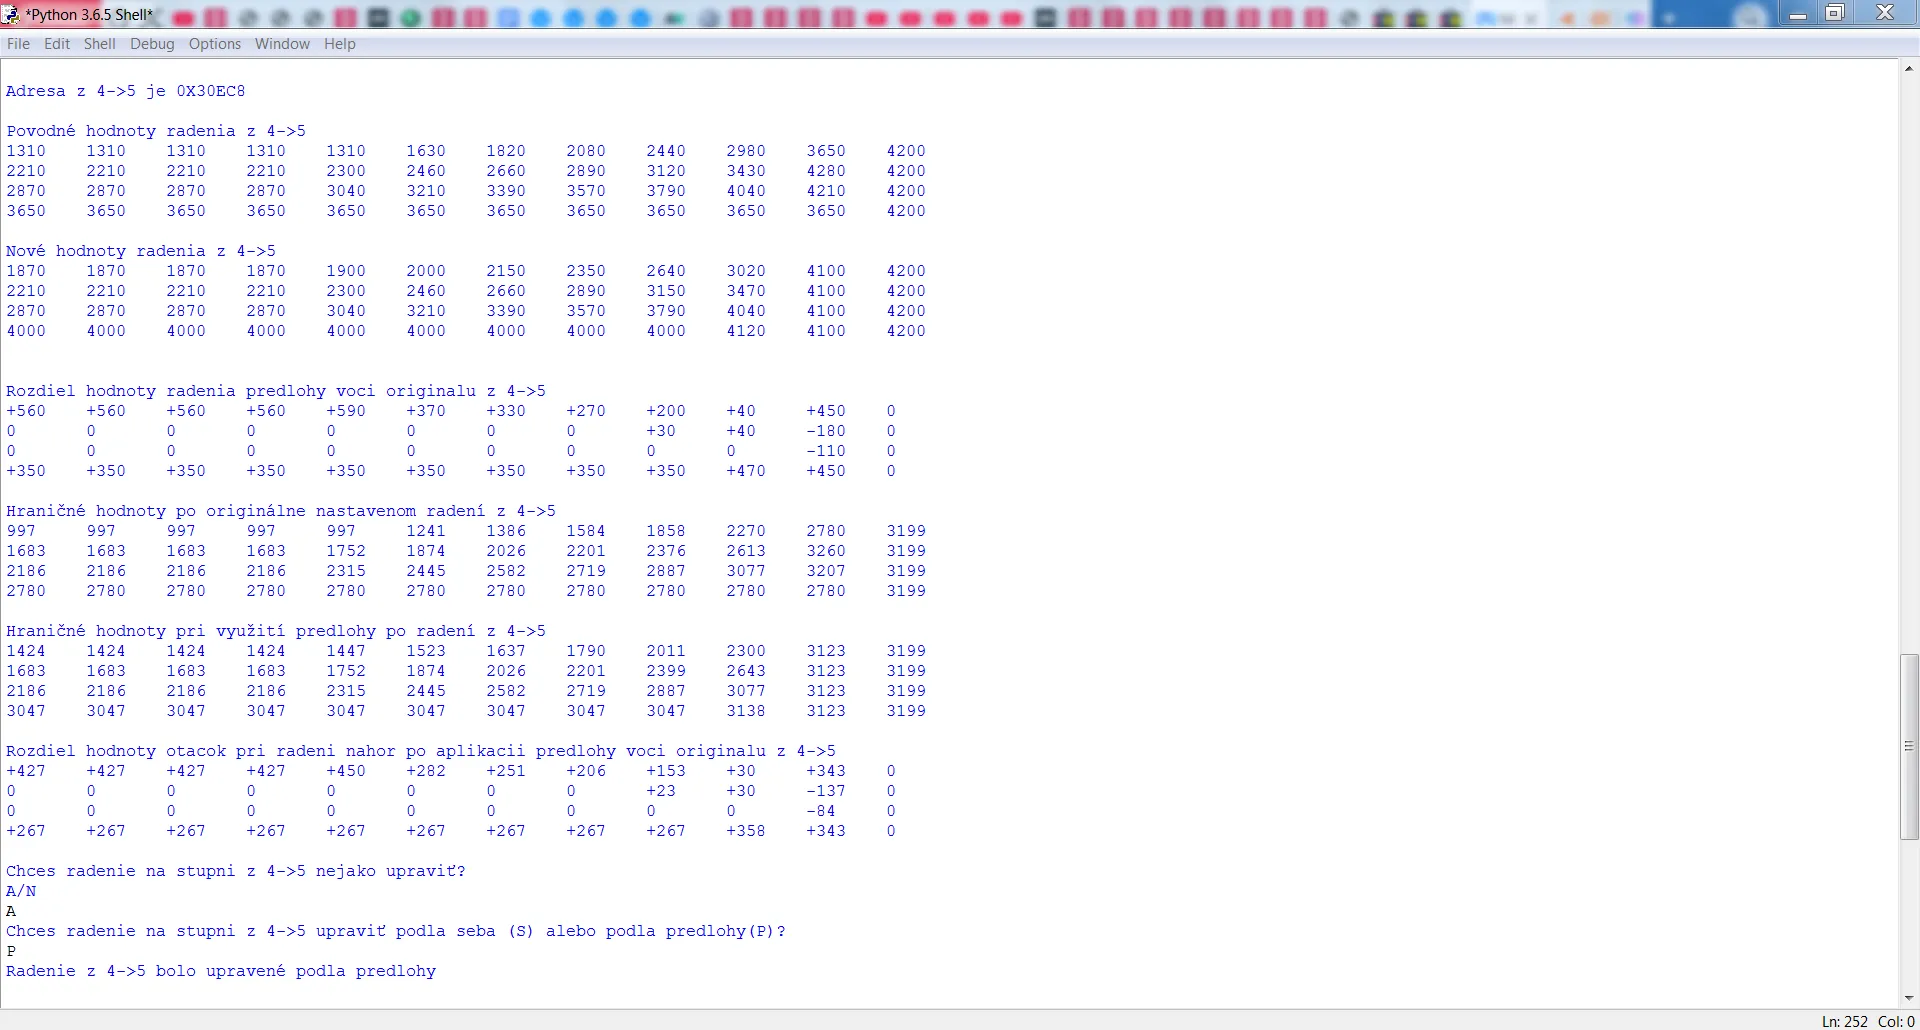 *Python 3.6.5 Shell*
File Edit Shell Debug Options Window Help
Adresa z 4->5 je 0X30EC8
Povodné hodnoty radenia z 4->5
1310 1310 1310 1310 1310 1630 1820 2080 2440 2980 3650 4200
2210 2210 2210 2210 2300 2460 2660 2890 3120 3430 4280 4200
2870 2870 2870 2870 3040 3210 3390 3570 3790 4040 4210 4200
3650 3650 3650 3650 3650 3650 3650 3650 3650 3650 3650 4200
Nové hodnoty radenia z 4->5
1870 1870 1870 1870 1900 2000 2150 2350 2640 3020 4100 4200
2210 2210 2210 2210 2300 2460 2660 2890 3150 3470 4100 4200
2870 2870 2870 2870 3040 3210 3390 3570 3790 4040 4100 4200
4000 4000 4000 4000 4000 4000 4000 4000 4000 4120 4100 4200
Rozdiel hodnoty radenia predlohy voci originalu z 4->5
+560 +560 +560 +560 +590 +370 +330 +270 +200 +40 +450 0
0 0 0 0 0 0 0 0 +30 +40 -180 0
0 0 0 0 0 0 0 0 0 0 -110 0
+350 +350 +350 +350 +350 +350 +350 +350 +350 +470 +450 0
Hraničné hodnoty po originálne nastavenom radení z 4->5
997 997 997 997 997 1241 1386 1584 1858 2270 2780 3199
1683 1683 1683 1683 1752 1874 2026 2201 2376 2613 3260 3199
2186 2186 2186 2186 2315 2445 2582 2719 2887 3077 3207 3199
2780 2780 2780 2780 2780 2780 2780 2780 2780 2780 2780 3199
Hraničné hodnoty pri využití predlohy po radení z 4->5
1424 1424 1424 1424 1447 1523 1637 1790 2011 2300 3123 3199
1683 1683 1683 1683 1752 1874 2026 2201 2399 2643 3123 3199
2186 2186 2186 2186 2315 2445 2582 2719 2887 3077 3123 3199
3047 3047 3047 3047 3047 3047 3047 3047 3047 3138 3123 3199
Rozdiel hodnoty otacok pri radeni nahor po aplikacii predlohy voci originalu z 4->5
+427 +427 +427 +427 +450 +282 +251 +206 +153 +30 +343 0
0 0 0 0 0 0 0 0 +23 +30 -137 0
0 0 0 0 0 0 0 0 0 0 -84 0
+267 +267 +267 +267 +267 +267 +267 +267 +267 +358 +343 0
Chces radenie na stupni z 4->5 nejako upraviť?
A/N
A
Chces radenie na stupni z 4->5 upraviť podla seba (S) alebo podla predlohy(P)?
P
Radenie z 4->5 bolo upravené podla predlohy
Ln: 252 Col: 0